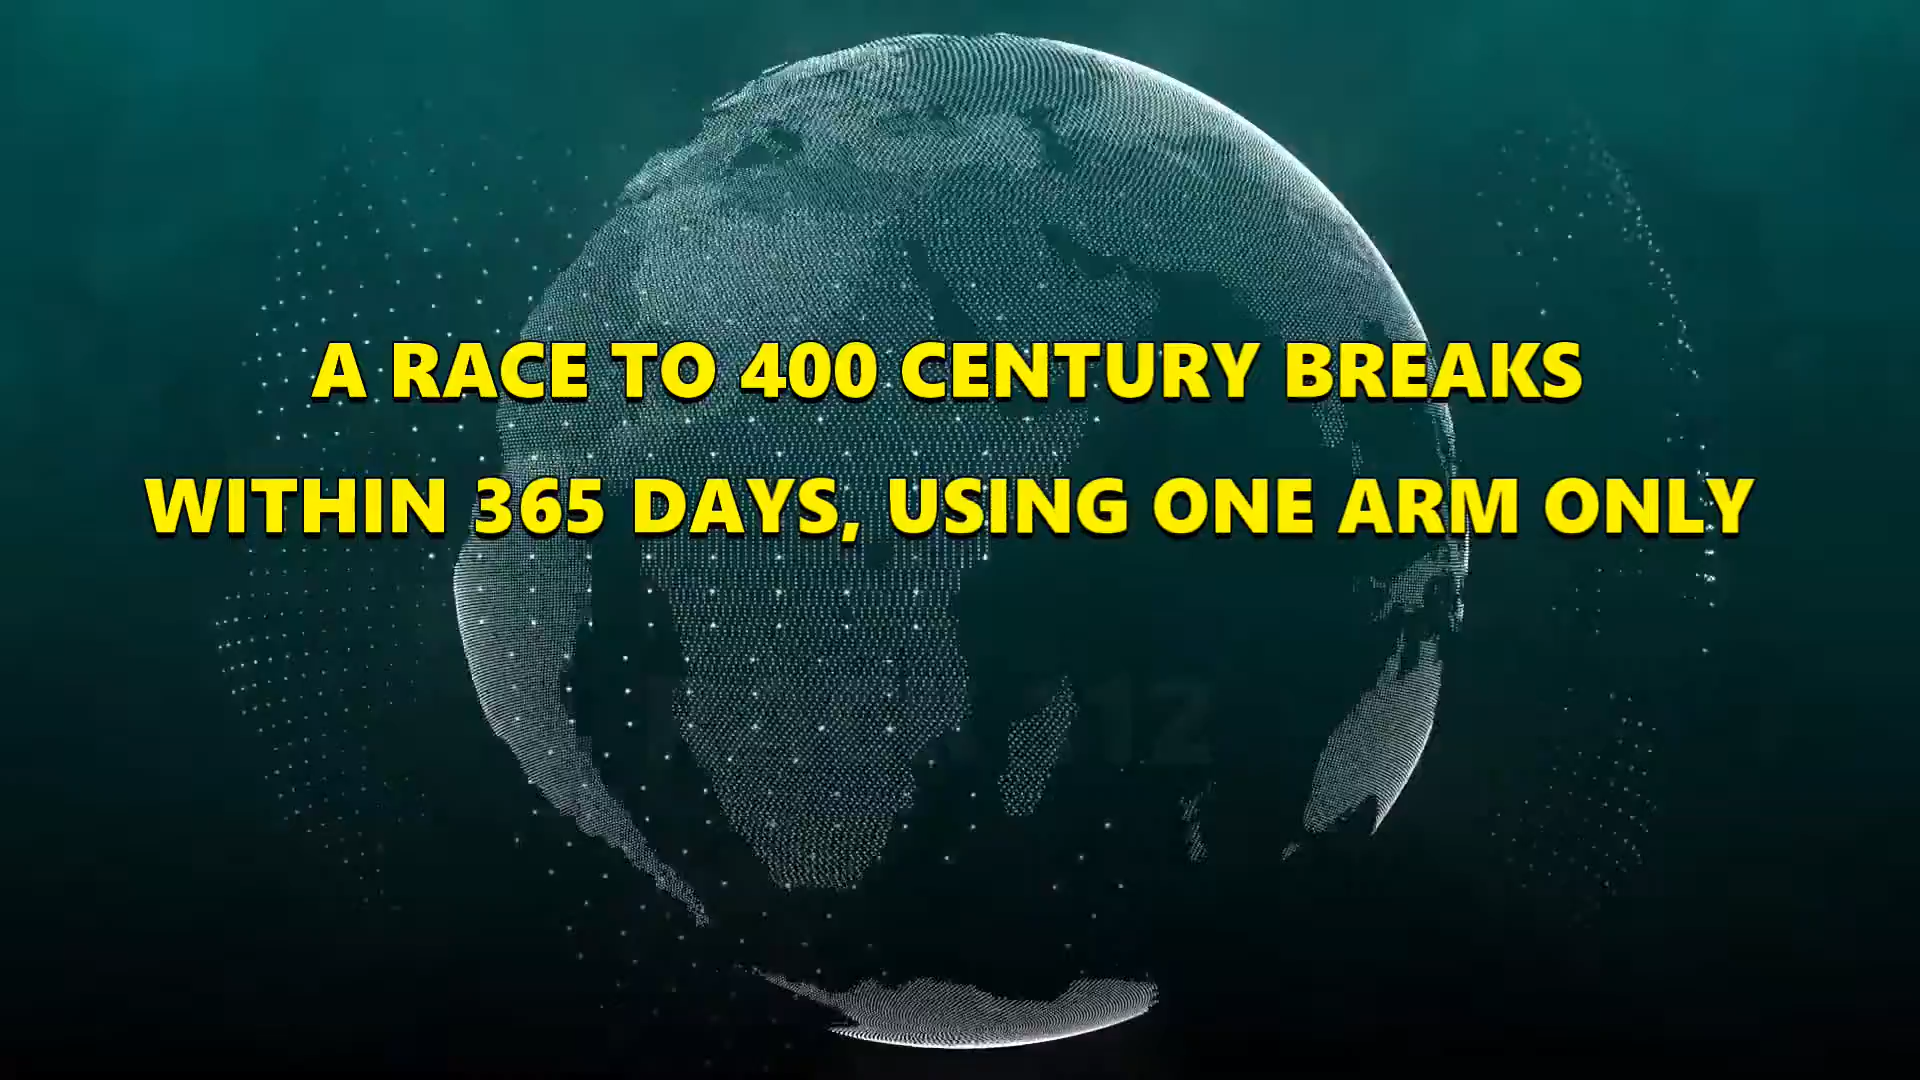 A RACE TO 400 CENTURY BREAKS
WITHIN 365 DAYS, USING ONE ARM ONLY